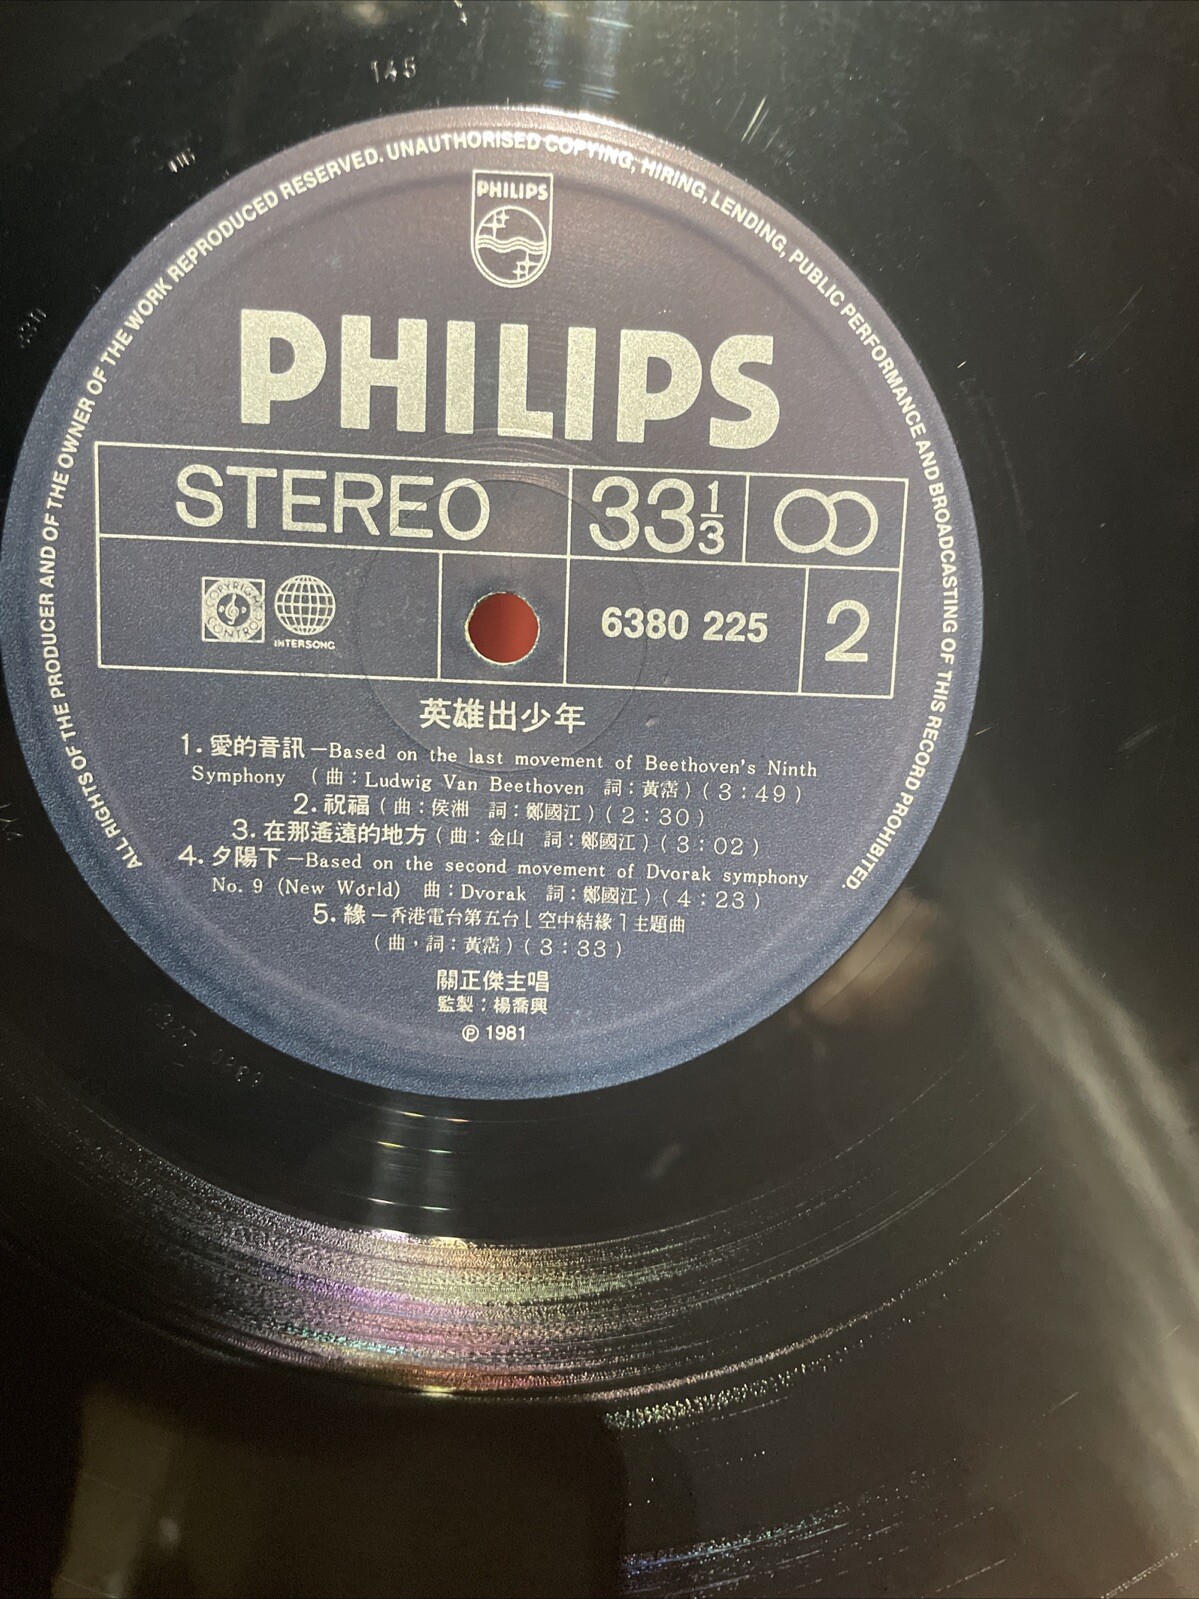 145
ALL RIGHTS OF THE PRODUCER AND OF THE OWNER OF THE WORK REPRODUCED RESERVED. UNAUTHORISED COPYING, HIRING, LENDING, PUBLIC PERFORMANCE AND BROADCASTING OF THIS RECORD PROHIBITED.
PHILIPS
PHILIPS
STEREO 33 1/3
COPYRIGHT CONTROL
INTERSONG
6380 225 2
英雄出少年
1. 愛的音訊－Based on the last movement of Beethoven's Ninth
Symphony （曲：Ludwig Van Beethoven 詞：黃霑）(3:49)
2. 祝福（曲：侯湘 詞：鄭國江）(2:30)
3. 在那遙遠的地方（曲：金山 詞：鄭國江）(3:02)
4. 夕陽下－Based on the second movement of Dvorak symphony
No. 9 (New World) 曲：Dvorak 詞：鄭國江）(4:23)
5. 緣－香港電台第五台「空中結緣」主題曲
（曲，詞：黃霑）(3:33)
關正傑主唱
監製：楊喬興
℗ 1981